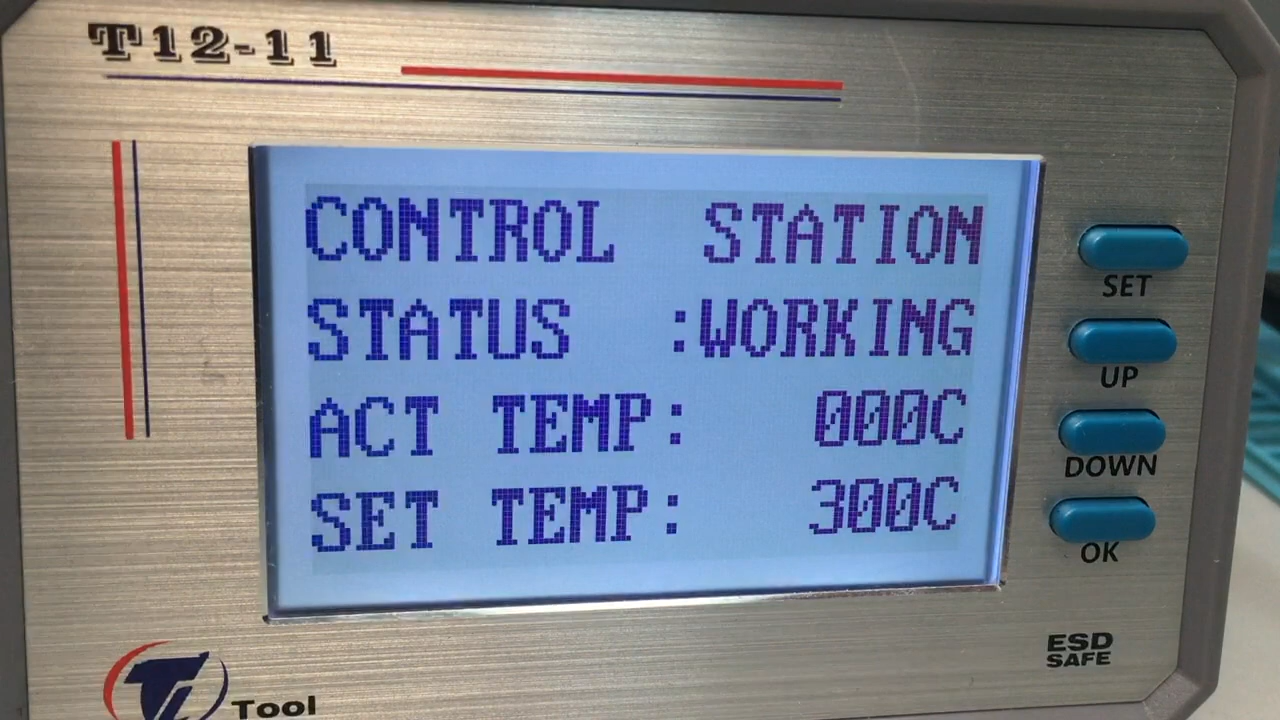 T12-11
CONTROL STATION
STATUS :WORKING
ACT TEMP: 000C
SET TEMP: 300C
SET
UP
DOWN
OK
ESD
SAFE
Tool